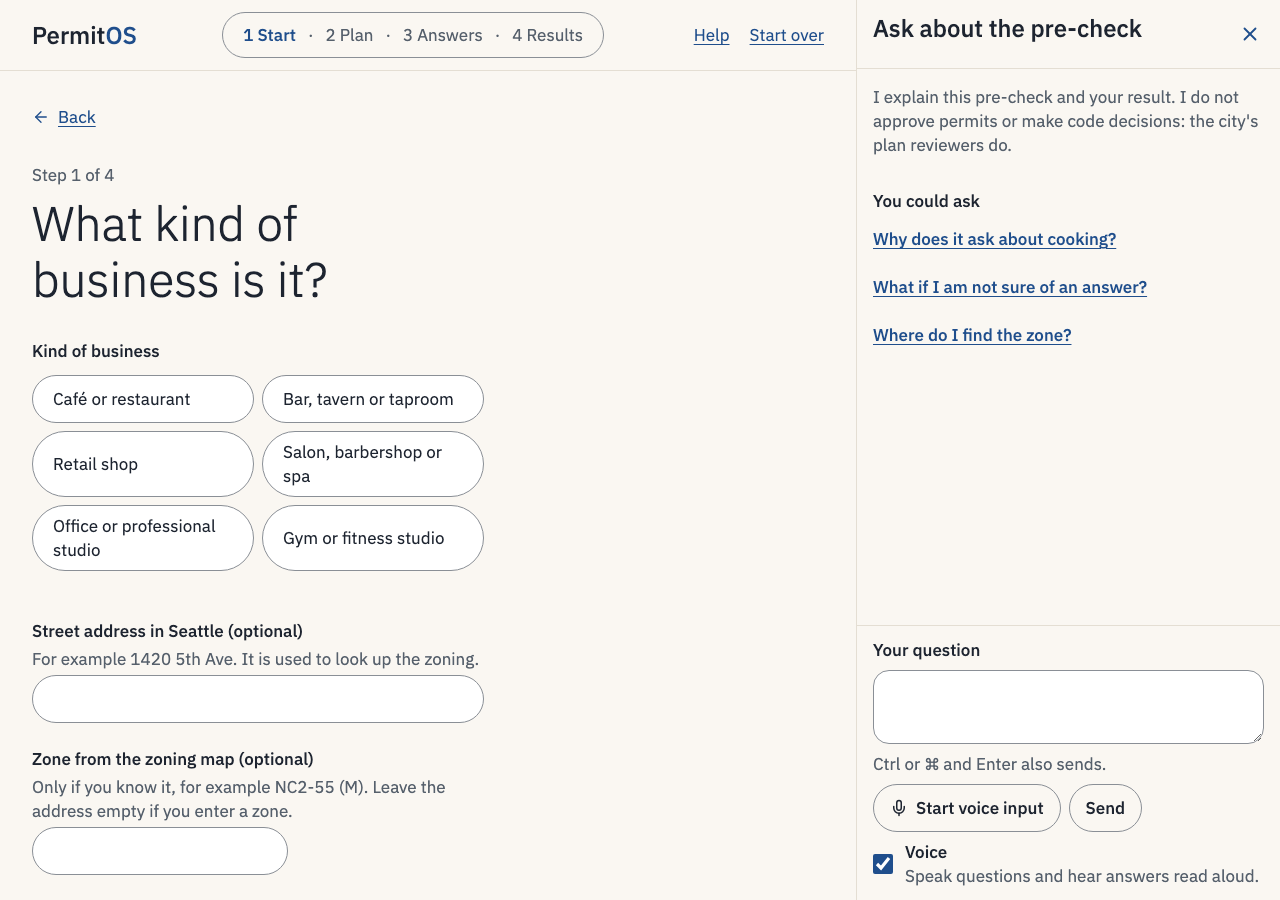 PermitOS
1 Start · 2 Plan · 3 Answers · 4 Results
Help
Start over
Back
Step 1 of 4
What kind of
business is it?
Kind of business
Café or restaurant
Bar, tavern or taproom
Retail shop
Salon, barbershop or
spa
Office or professional
studio
Gym or fitness studio
Street address in Seattle (optional)
For example 1420 5th Ave. It is used to look up the zoning.
Zone from the zoning map (optional)
Only if you know it, for example NC2-55 (M). Leave the
address empty if you enter a zone.
Ask about the pre-check
I explain this pre-check and your result. I do not
approve permits or make code decisions: the city's
plan reviewers do.
You could ask
Why does it ask about cooking?
What if I am not sure of an answer?
Where do I find the zone?
Your question
Ctrl or ⌘ and Enter also sends.
Start voice input
Send
Voice
Speak questions and hear answers read aloud.